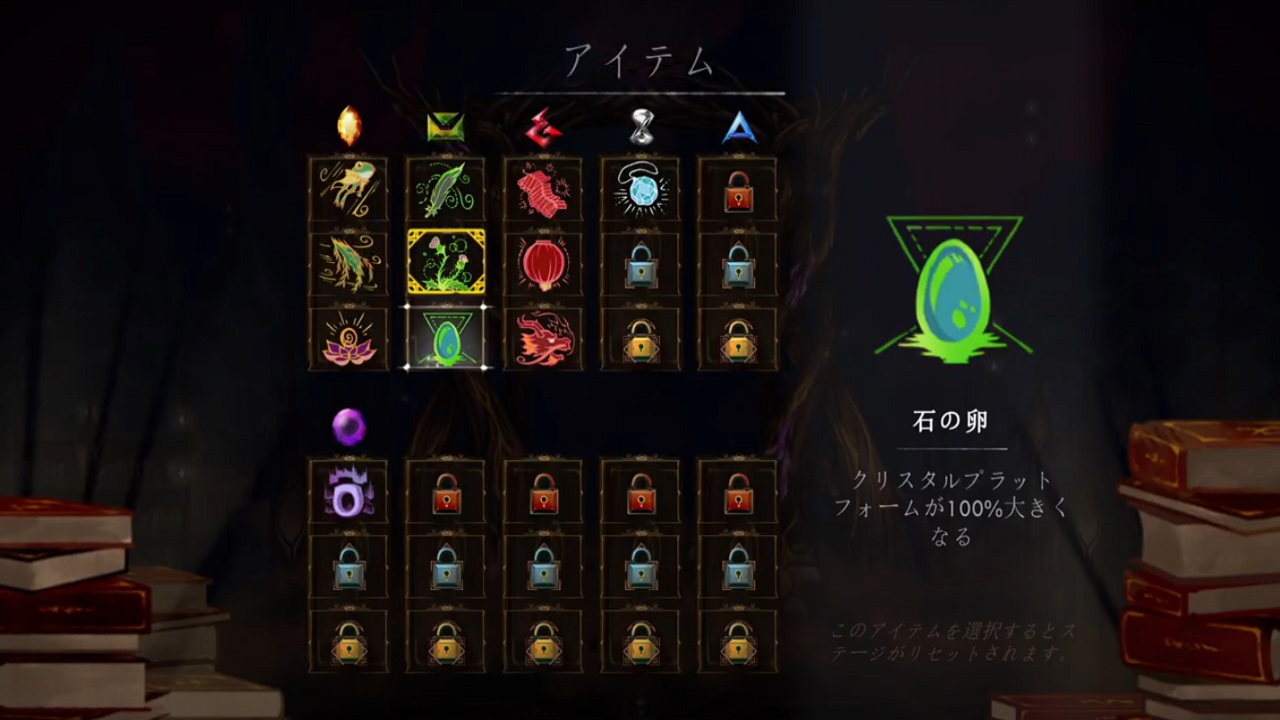 アイテム
石の卵
クリスタルプラット
フォームが100%大きく
なる
このアイテムを選択するとス
テージがリセットされます。